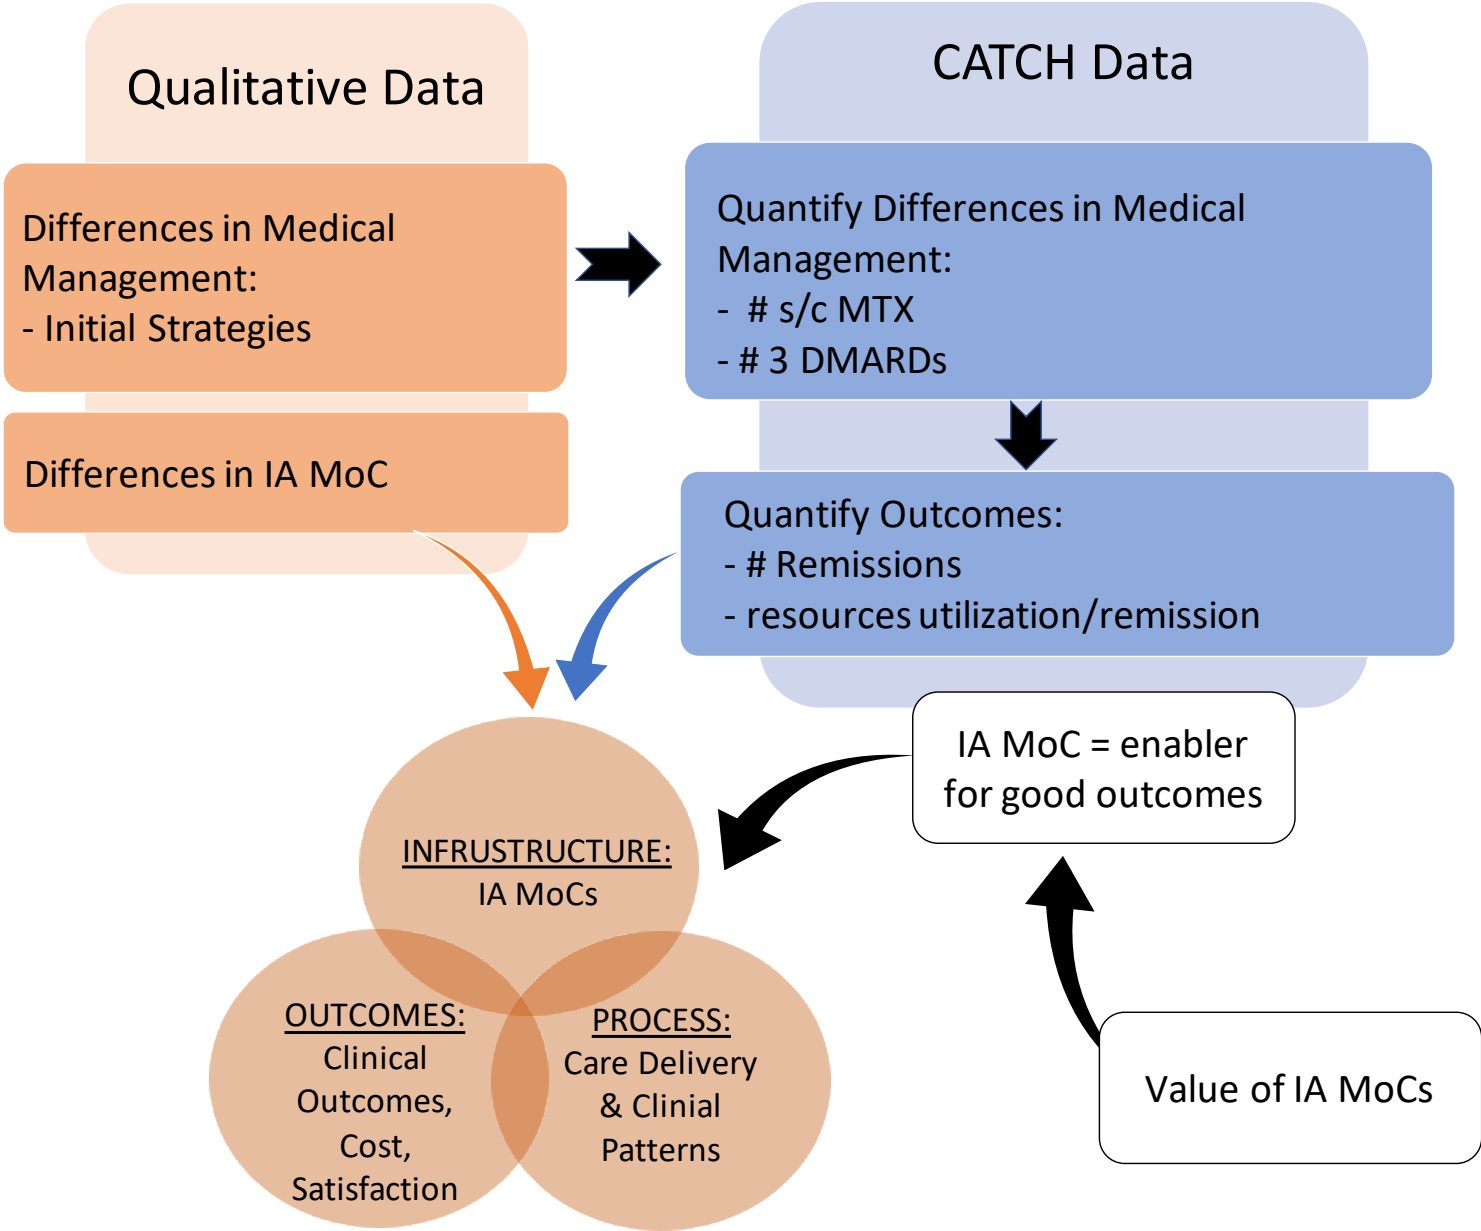 Qualitative Data
Differences in Medical
Management:
- Initial Strategies
Differences in IA MoC
CATCH Data
Quantify Differences in Medical
Management:
- # s/c MTX
- # 3 DMARDs
Quantify Outcomes:
- # Remissions
- resources utilization/remission
IA MoC = enabler
for good outcomes
Value of IA MoCs
INFRUSTRUCTURE:
IA MoCs
OUTCOMES:
Clinical
Outcomes,
Cost,
Satisfaction
PROCESS:
Care Delivery
& Clinial
Patterns